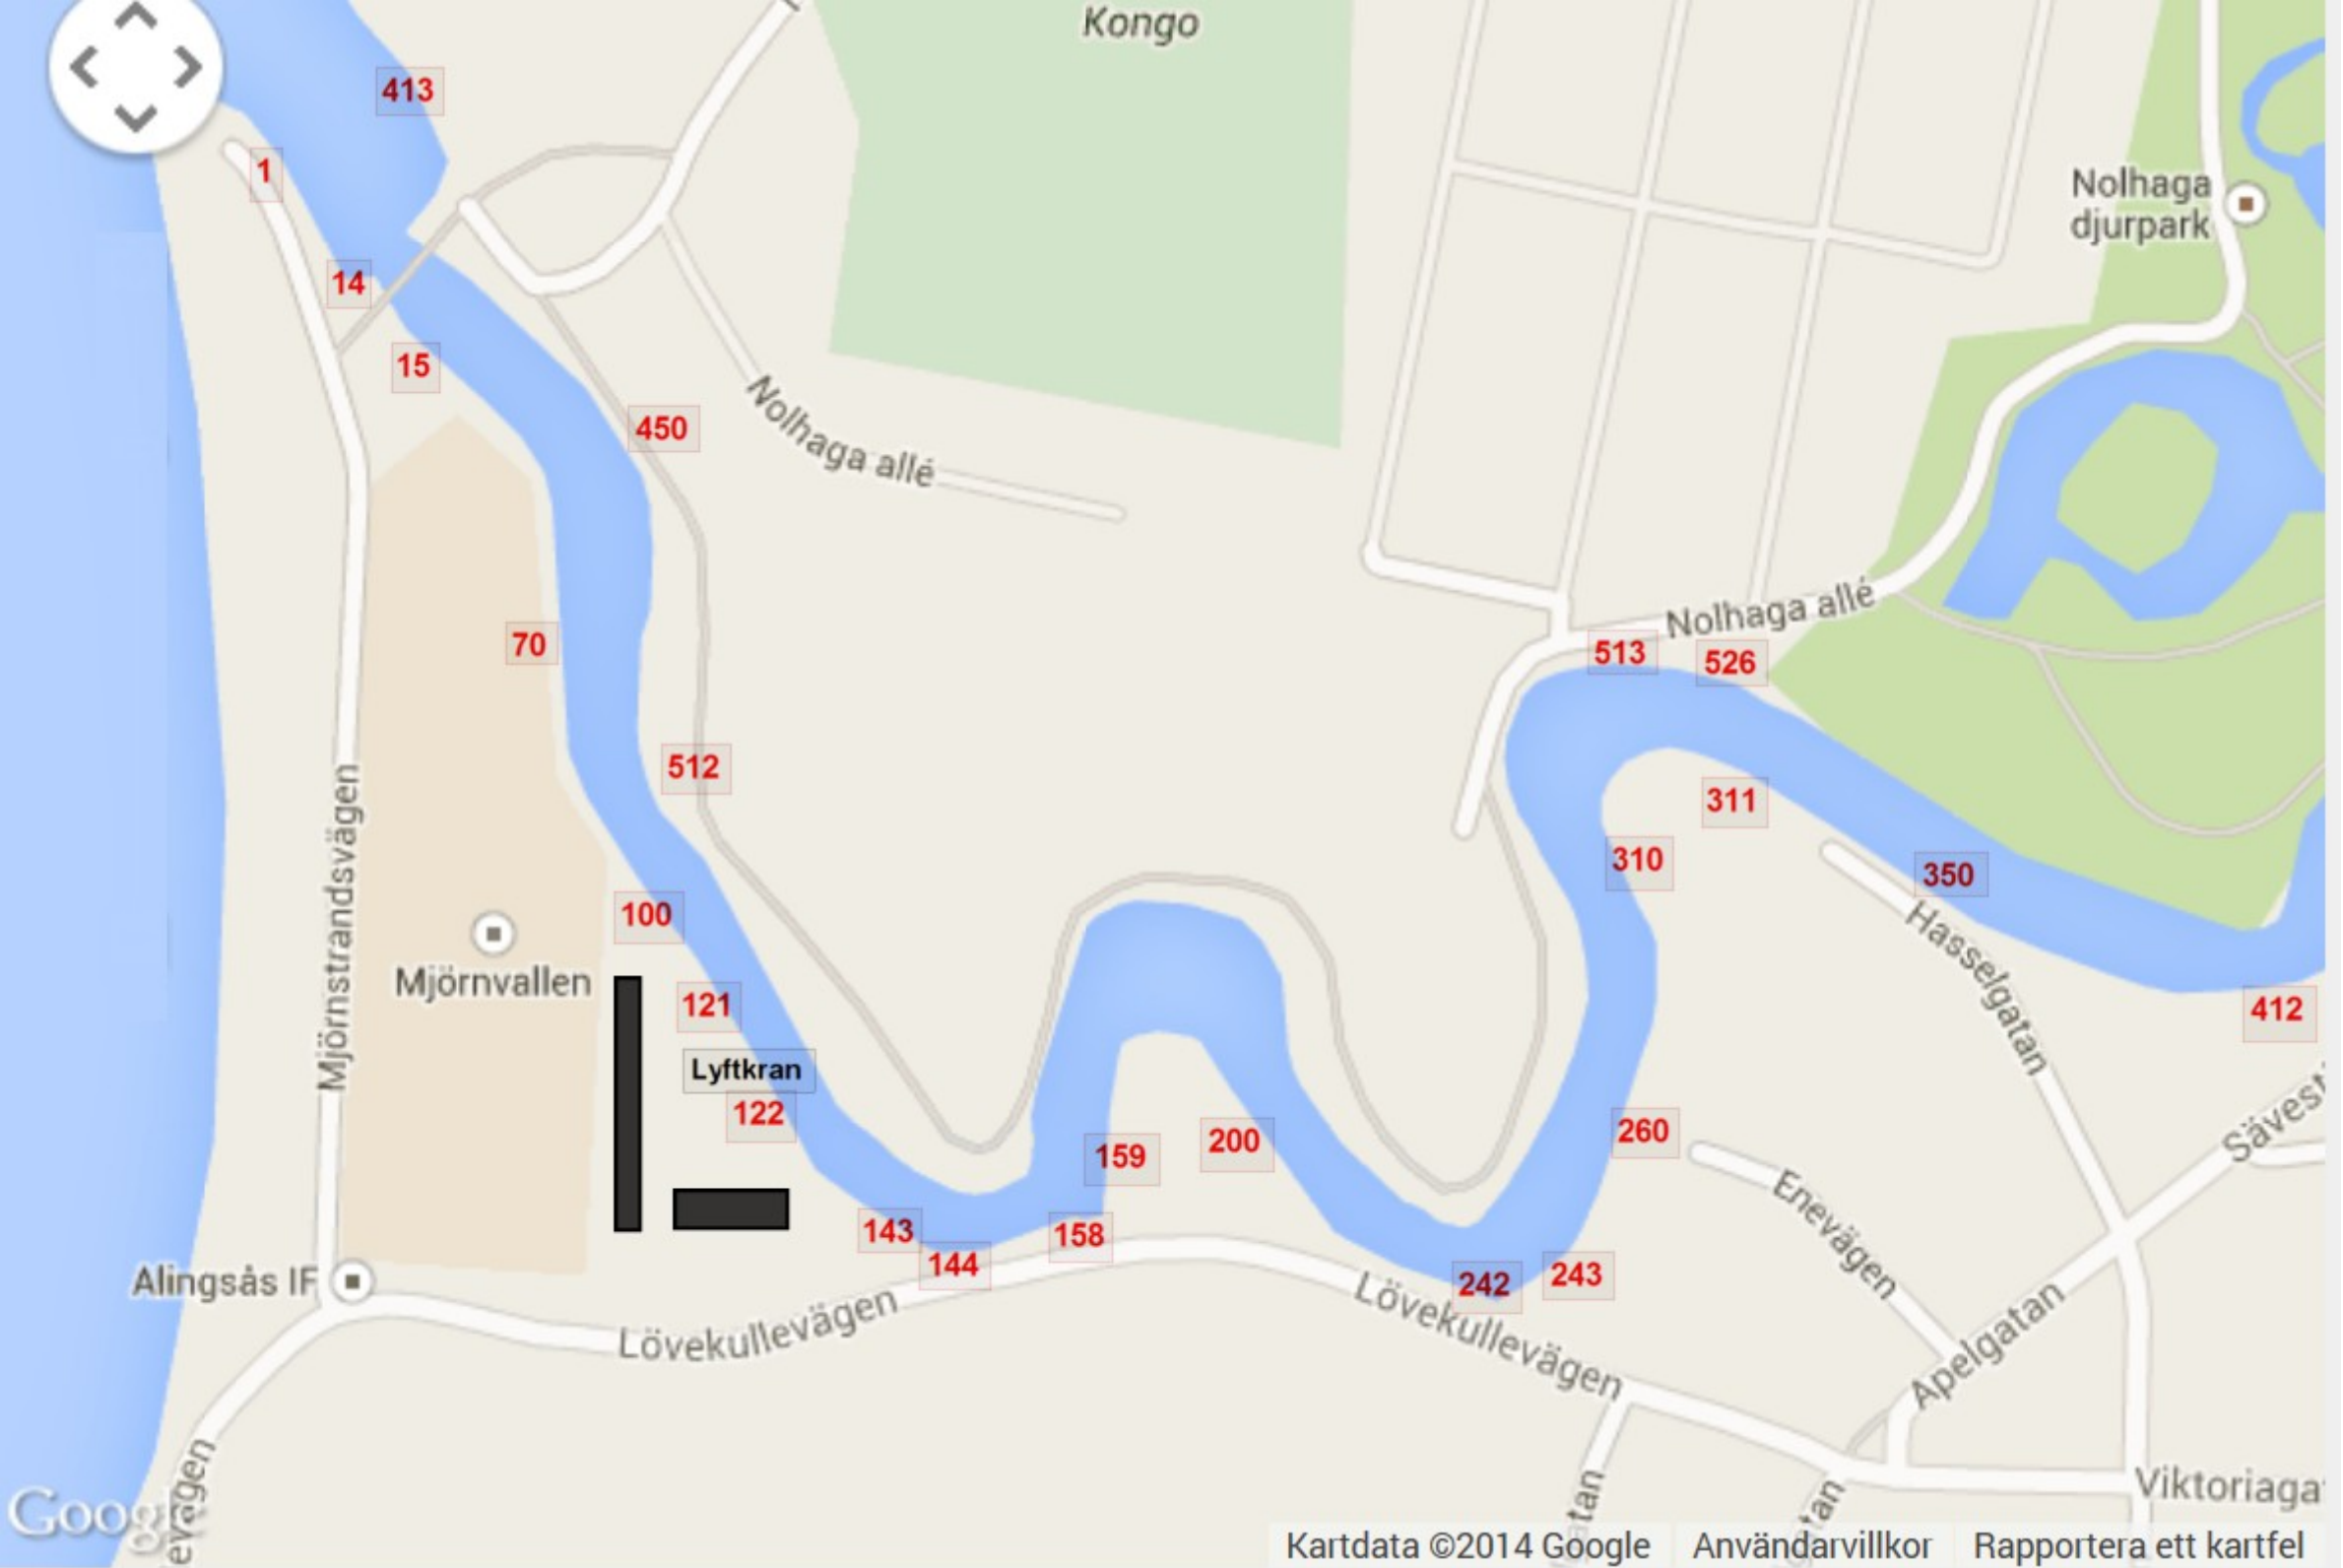 Kongo
413
1
Nolhaga
djurpark
14
15
450
Nolhaga allé
Nolhaga allé
70
513
526
512
311
310
350
100
Hasselgatan
Mjörnstrandsvägen
Mjörnvallen
121
412
Lyftkran
122
260
200
159
Enevägen
143
158
144
242
243
Alingsås IF
Lövekullevägen
Lövekullevägen
Apelgatan
Google
Kartdata ©2014 Google
Användarvillkor
Rapportera ett kartfel